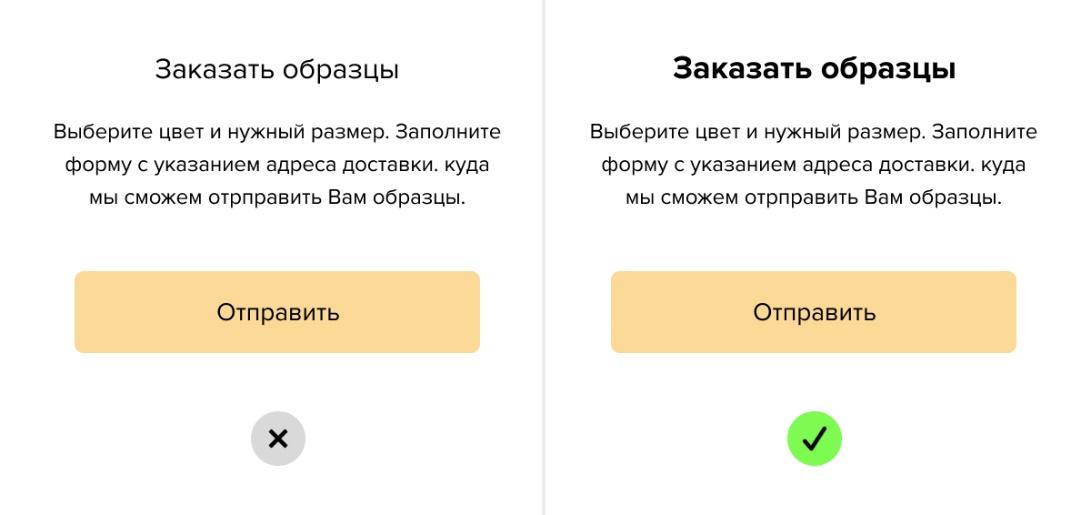 Заказать образцы
Выберите цвет и нужный размер. Заполните
форму с указанием адреса доставки. куда
мы сможем отрправить Вам образцы.
Отправить
Заказать образцы
Выберите цвет и нужный размер. Заполните
форму с указанием адреса доставки. куда
мы сможем отрправить Вам образцы.
Отправить